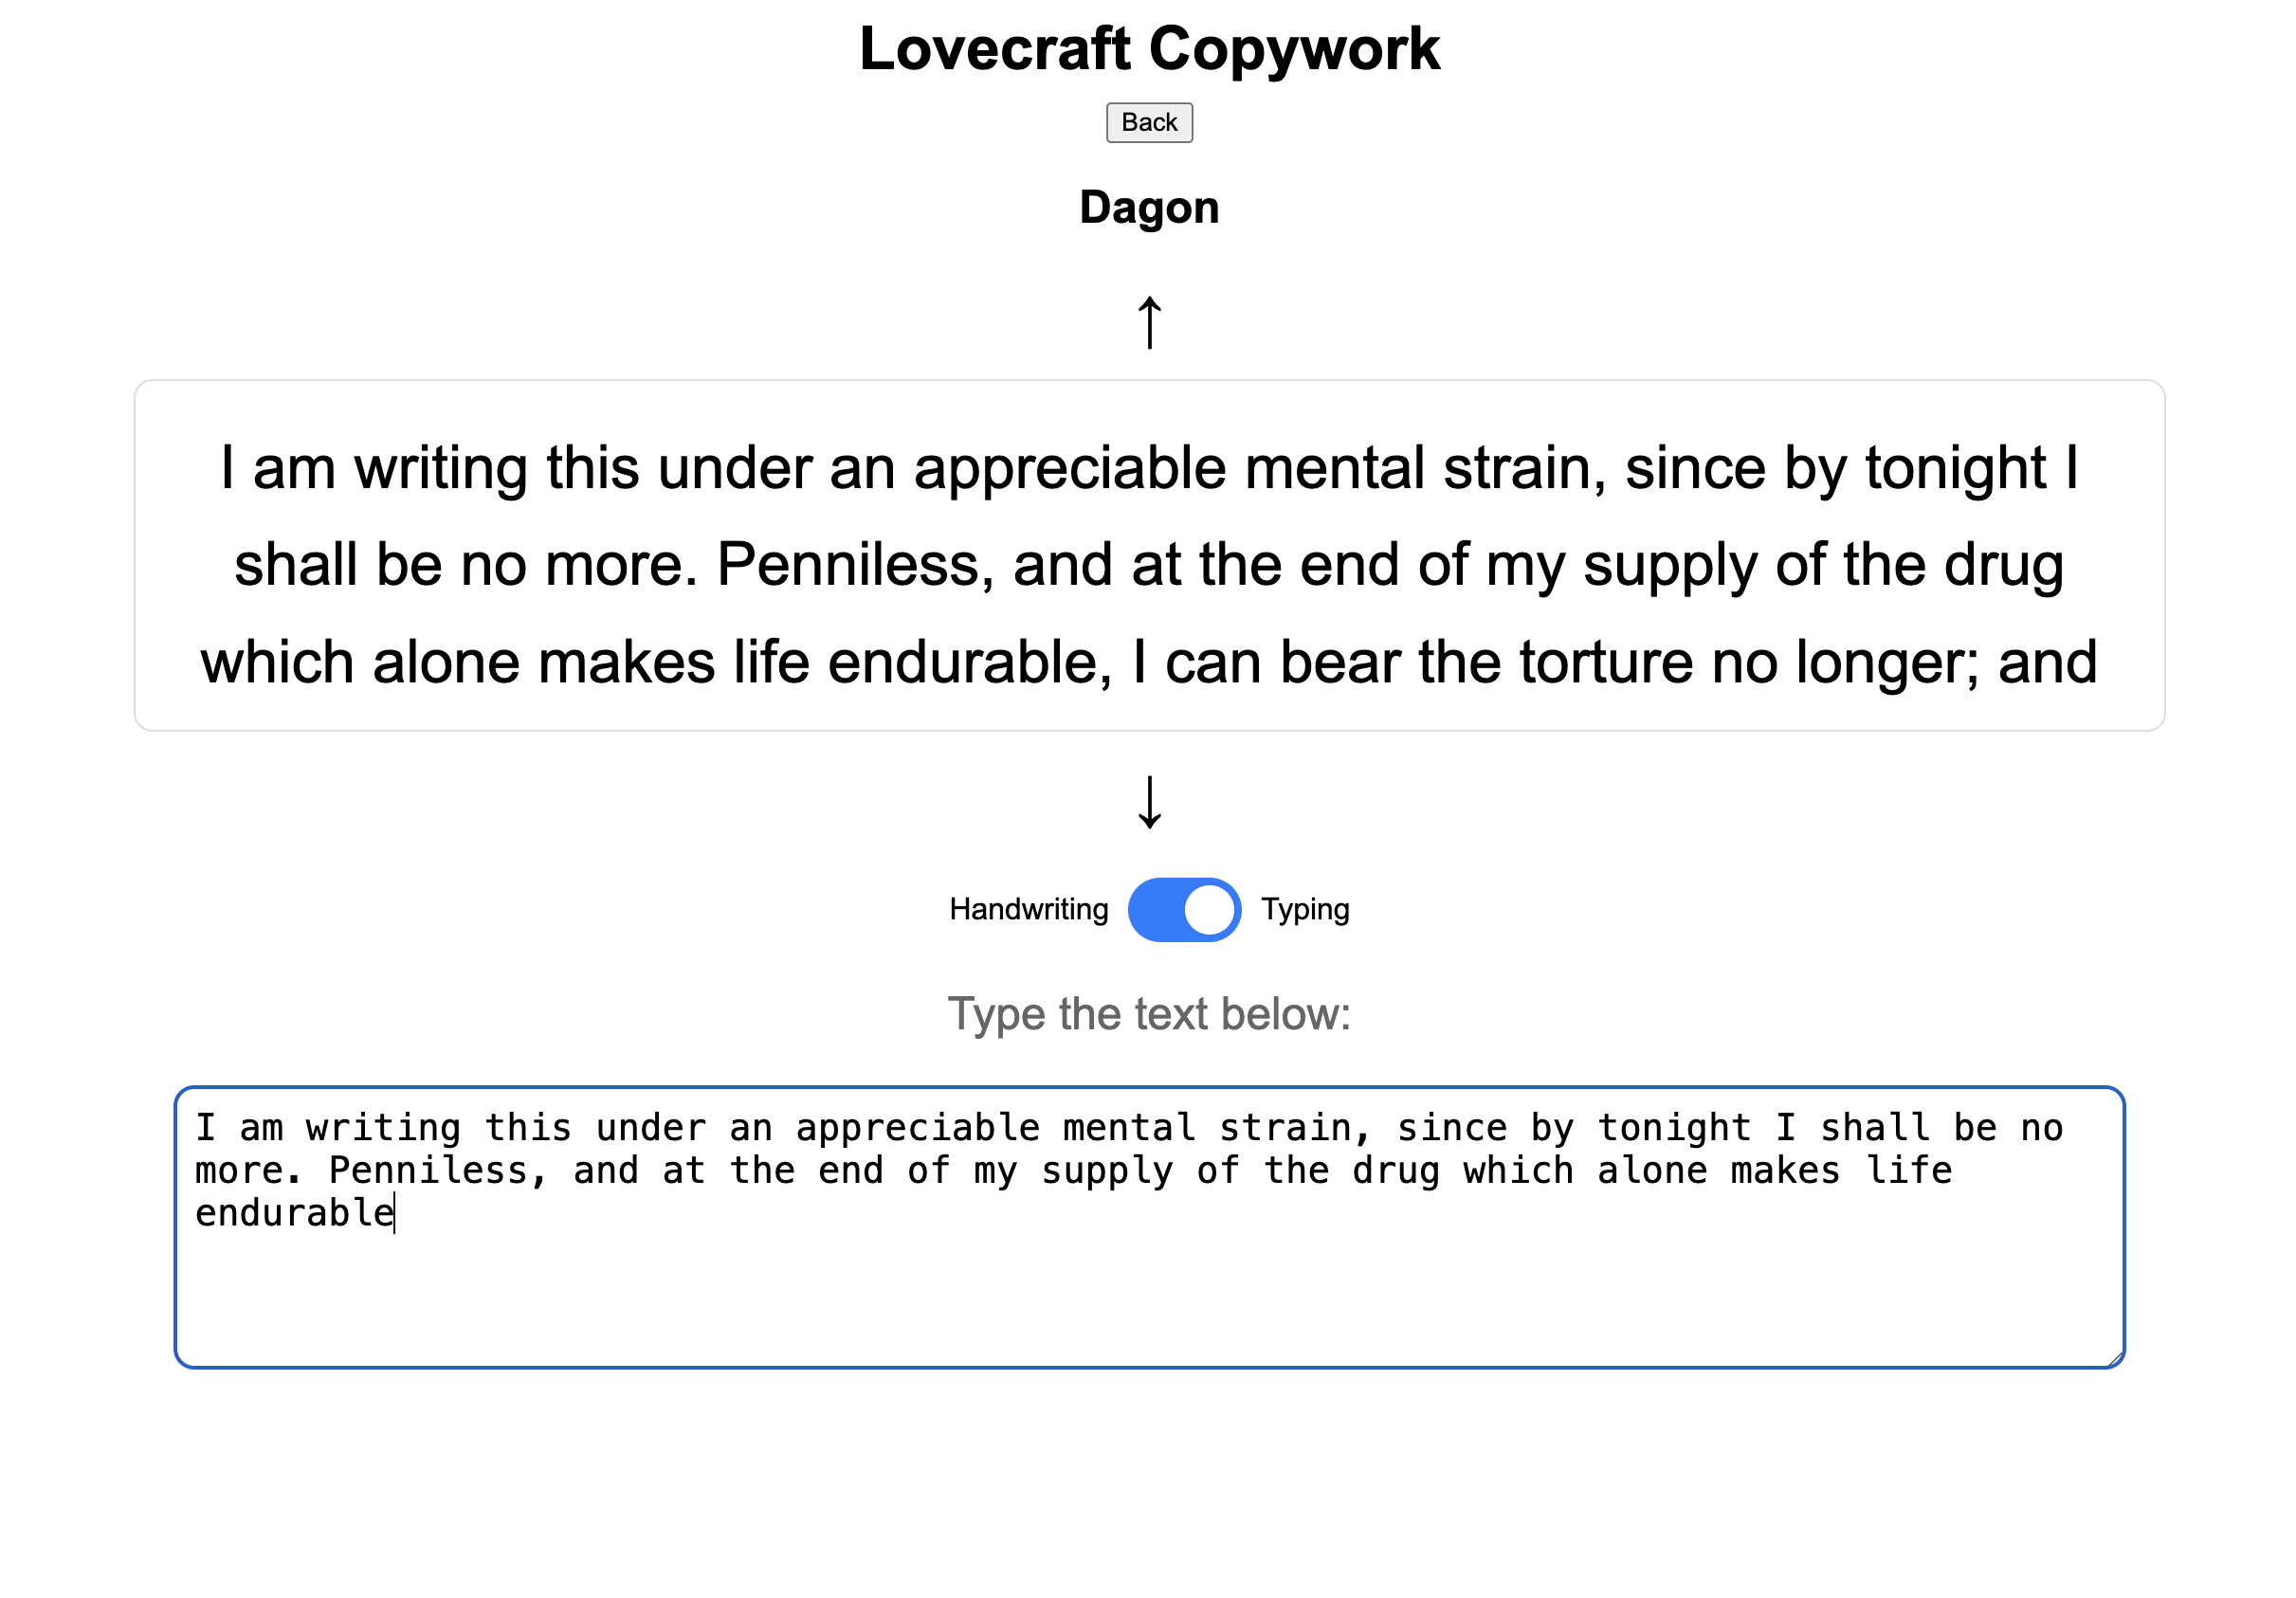 Lovecraft Copywork
Back
Dagon
↑
I am writing this under an appreciable mental strain, since by tonight I
shall be no more. Penniless, and at the end of my supply of the drug
which alone makes life endurable, I can bear the torture no longer; and
↓
Handwriting Typing
Type the text below:
I am writing this under an appreciable mental strain, since by tonight I shall be no
more. Penniless, and at the end of my supply of the drug which alone makes life
endurable